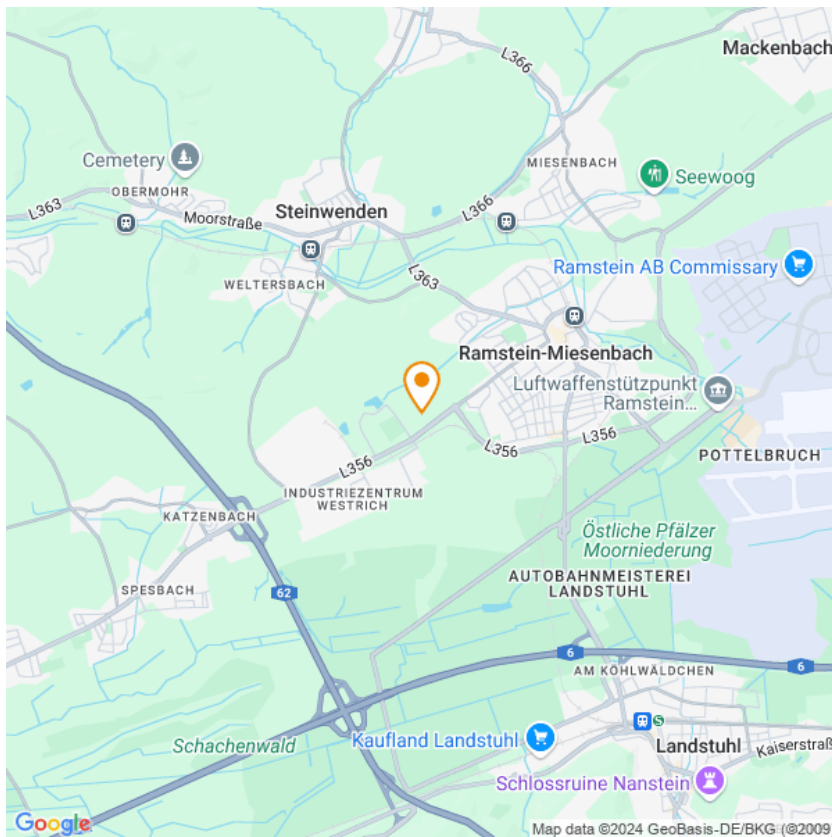 L366
Mackenbach
MIESENBACH
Cemetery
Seewoog
OBERMOHR
L363
Moorstraße
Steinwenden
L366
WELTERSBACH
L363
Ramstein AB Commissary
Ramstein-Miesenbach
Luftwaffenstützpunkt
Ramstein...
L356
L356
L356
POTTELBRUCH
INDUSTRIEZENTRUM
WESTRICH
KATZENBACH
Östliche Pfälzer
Moorniederung
AUTOBAHNMEISTEREI
LANDSTUHL
SPESBACH
62
6
6
AM KOHLWÄLDCHEN
Schachenwald
Kaufland Landstuhl
S
Landstuhl
Kaiserstraß
Schlossruine Nanstein
Google
Map data ©2024 GeoBasis-DE/BKG (©2009